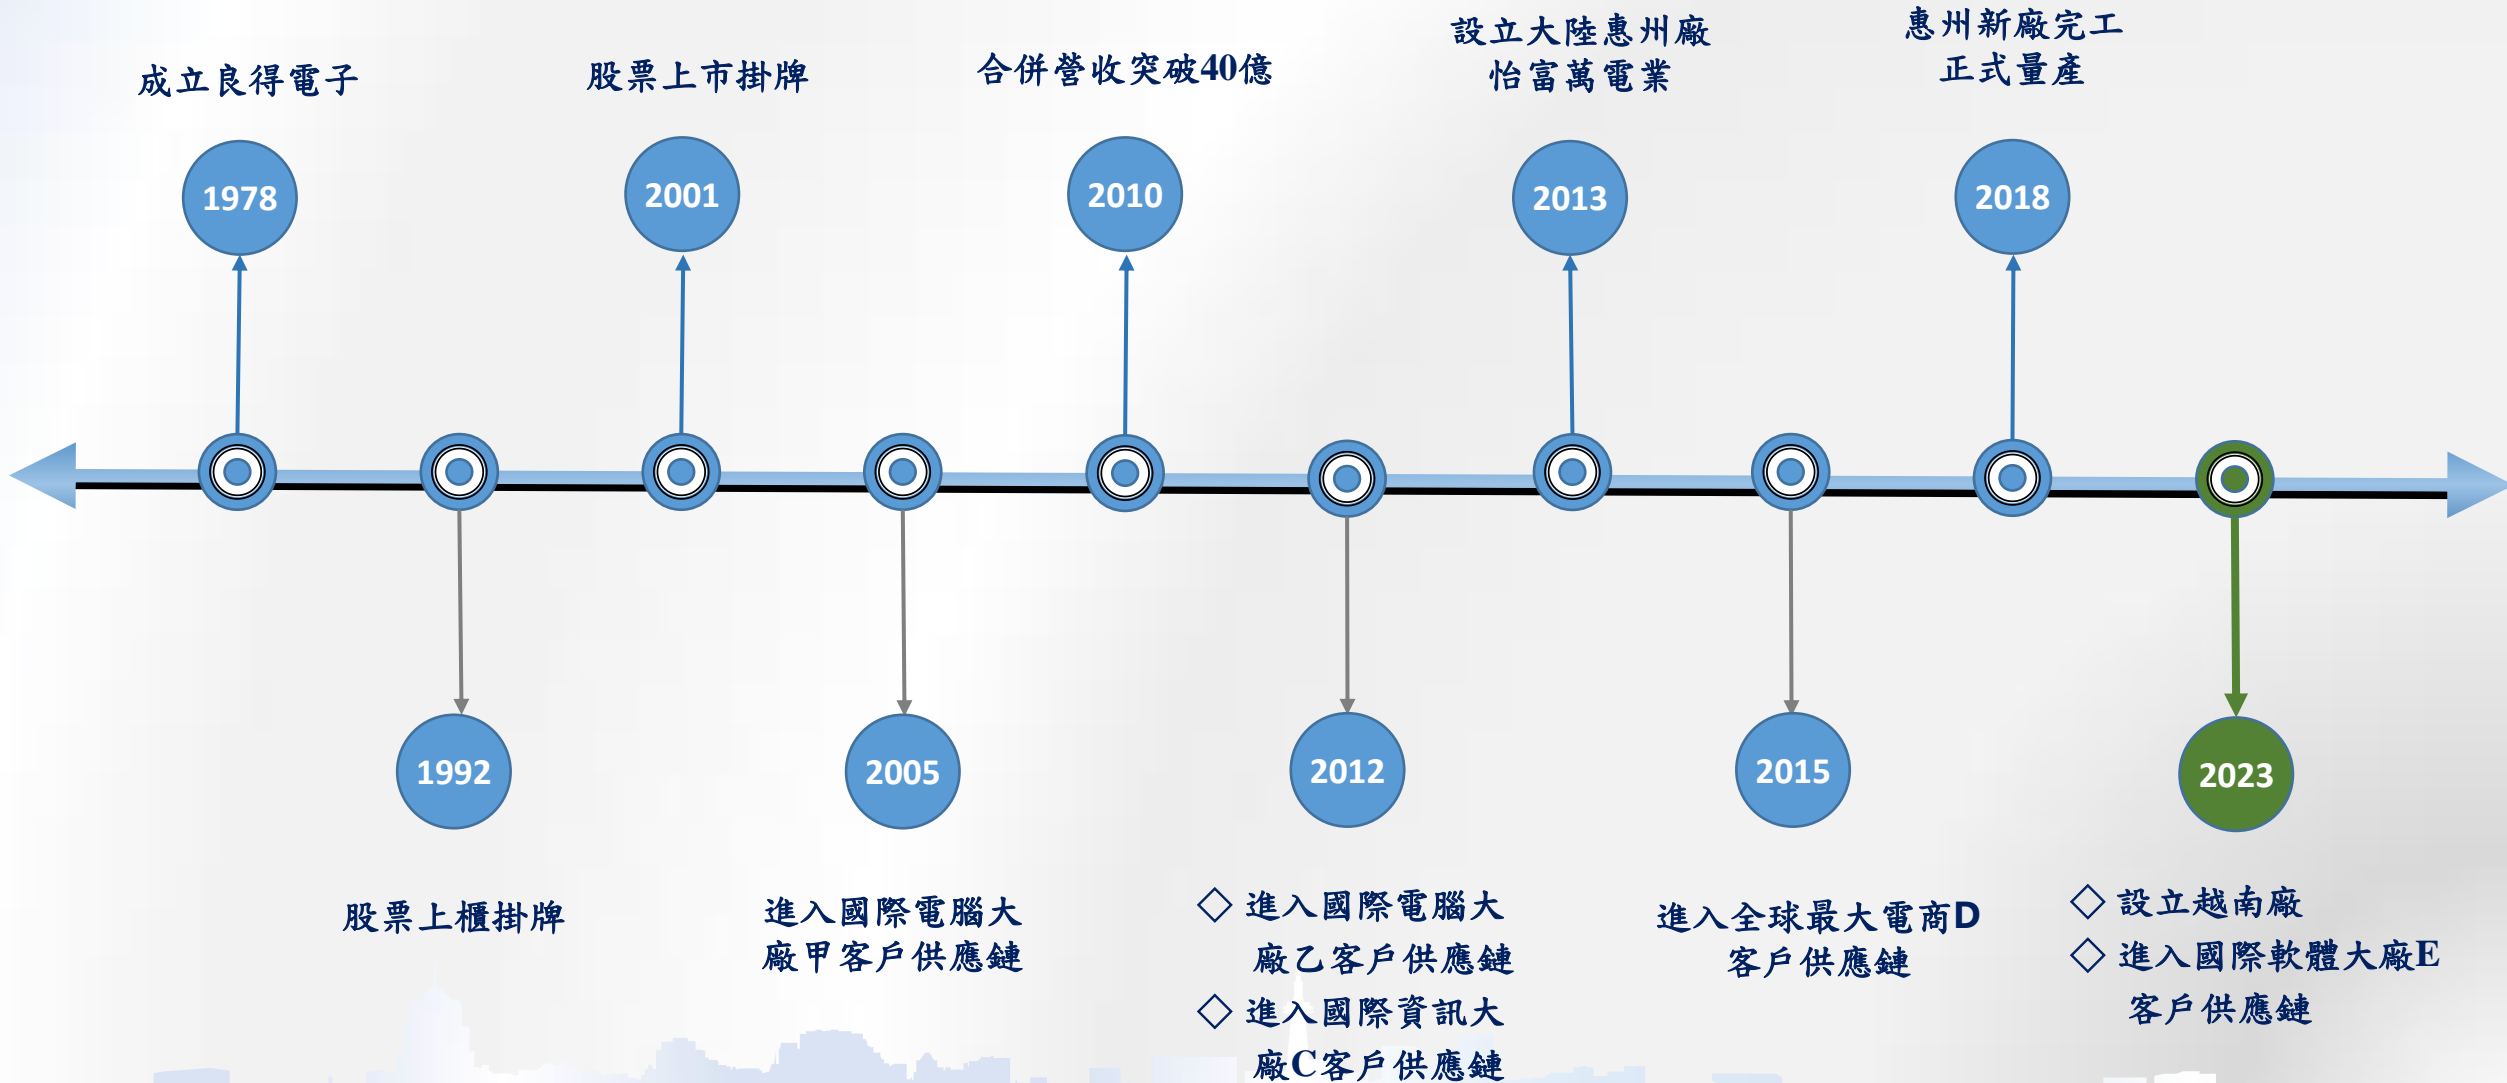 成立良得電子
1978
1992
股票上櫃掛牌
股票上市掛牌
2001
2005
進入國際電腦大
廠甲客戶供應鏈
合併營收突破40億
2010
2012
◇ 進入國際電腦大
廠乙客戶供應鏈
◇ 進入國際資訊大
廠C客戶供應鏈
設立大陸惠州廠
怡富萬電業
2013
2015
進入全球最大電商D
客戶供應鏈
惠州新廠完工
正式量產
2018
2023
◇ 設立越南廠
◇ 進入國際軟體大廠E
客戶供應鏈